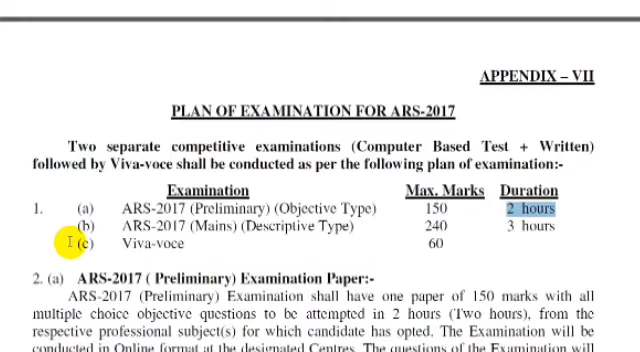 APPENDIX – VII
PLAN OF EXAMINATION FOR ARS-2017
Two separate competitive examinations (Computer Based Test + Written)
followed by Viva-voce shall be conducted as per the following plan of examination:-
Examination Max. Marks Duration
1. (a) ARS-2017 (Preliminary) (Objective Type) 150 2 hours
(b) ARS-2017 (Mains) (Descriptive Type) 240 3 hours
(c) Viva-voce 60
2. (a) ARS-2017 ( Preliminary) Examination Paper:-
ARS-2017 (Preliminary) Examination shall have one paper of 150 marks with all
multiple choice objective questions to be attempted in 2 hours (Two hours), from the
respective professional subject(s) for which candidate has opted. The Examination will be
conducted in Online format at the designated Centres. The questions of the Examination will